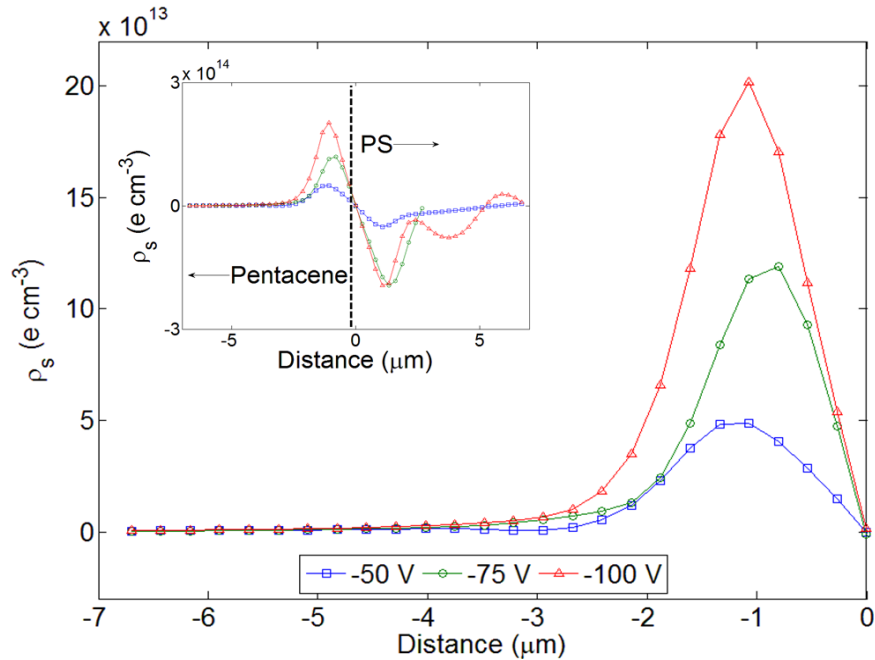 x 10^13
20
15
10
5
0
ρs (e cm^-3)
-7 -6 -5 -4 -3 -2 -1 0
Distance (μm)
-50 V -75 V -100 V
x 10^14
3
0
-3
ρs (e cm^-3)
PS
Pentacene
-5 0 5
Distance (μm)